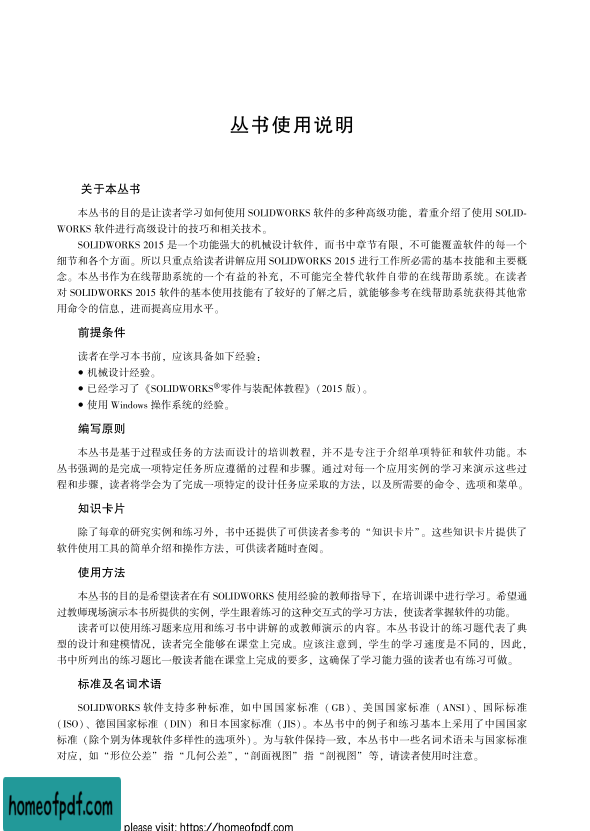 丛书使用说明
关于本丛书
本丛书的目的是让读者学习如何使用 SOLIDWORKS 软件的多种高级功能，着重介绍了使用 SOLID-
WORKS 软件进行高级设计的技巧和相关技术。
SOLIDWORKS 2015 是一个功能强大的机械设计软件，而书中章节有限，不可能覆盖软件的每一个
细节和各个方面。所以只重点给读者讲解应用 SOLIDWORKS 2015 进行工作所必需的基本技能和主要概
念。本丛书作为在线帮助系统的一个有益的补充，不可能完全替代软件自带的在线帮助系统。在读者
对 SOLIDWORKS 2015 软件的基本使用技能有了较好的了解之后，就能够参考在线帮助系统获得其他常
用命令的信息，进而提高应用水平。
前提条件
读者在学习本书前，应该具备如下经验：
● 机械设计经验。
● 已经学习了《SOLIDWORKS®零件与装配体教程》（2015 版）。
● 使用 Windows 操作系统的经验。
编写原则
本丛书是基于过程或任务的方法而设计的培训教程，并不是专注于介绍单项特征和软件功能。本
丛书强调的是完成一项特定任务所应遵循的过程和步骤。通过对每一个应用实例的学习来演示这些过
程和步骤，读者将学会为了完成一项特定的设计任务应采取的方法，以及所需要的命令、选项和菜单。
知识卡片
除了每章的研究实例和练习外，书中还提供了可供读者参考的“知识卡片”。这些知识卡片提供了
软件使用工具的简单介绍和操作方法，可供读者随时查阅。
使用方法
本丛书的目的是希望读者在有 SOLIDWORKS 使用经验的教师指导下，在培训课中进行学习。希望通
过教师现场演示本书所提供的实例，学生跟着练习的这种交互式的学习方法，使读者掌握软件的功能。
读者可以使用练习题来应用和练习书中讲解的或教师演示的内容。本丛书设计的练习题代表了典
型的设计和建模情况，读者完全能够在课堂上完成。应该注意到，学生的学习速度是不同的，因此，
书中所列出的练习题比一般读者能在课堂上完成的要多，这确保了学习能力强的读者也有练习可做。
标准及名词术语
SOLIDWORKS 软件支持多种标准，如中国国家标准（GB）、美国国家标准（ANSI）、国际标准
（ISO）、德国国家标准（DIN）和日本国家标准（JIS）。本丛书中的例子和练习基本上采用了中国国家
标准（除个别为体现软件多样性的选项外）。为与软件保持一致，本丛书中一些名词术语未与国家标准
对应，如“形位公差”指“几何公差”，“剖面视图”指“剖视图”等，请读者使用时注意。
homeofpdf.com
please visit: https://homeofpdf.com